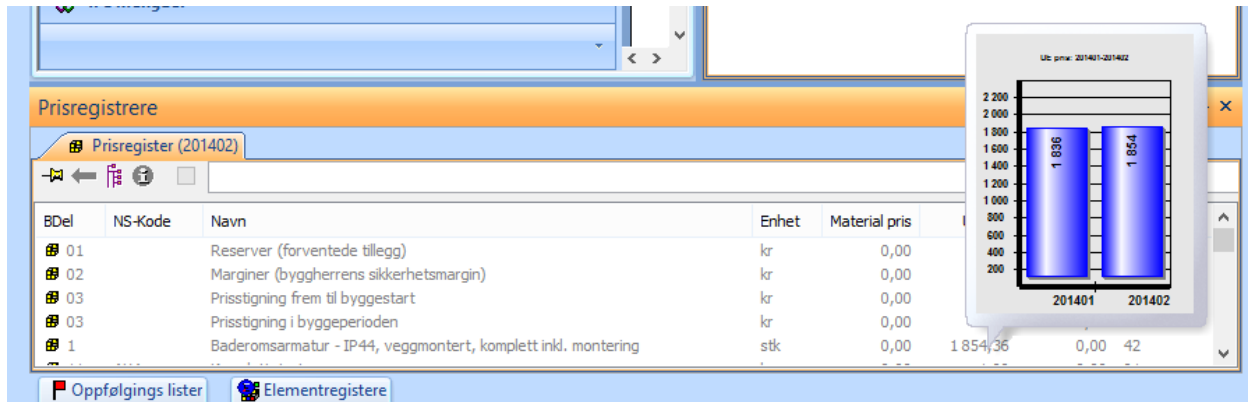 Prisregistrere
Prisregister (201402)
BDel NS-Kode Navn Enhet Material pris
01 Reserver (forventede tillegg) kr 0,00
02 Marginer (byggherrens sikkerhetsmargin) kr 0,00
03 Prisstigning frem til byggestart kr 0,00
03 Prisstigning i byggeperioden kr 0,00
1 Baderomsarmatur - IP44, veggmontert, komplett inkl. montering stk 0,00 1 854,36 0,00 42
UE pris: 201401-201402
2 200
2 000
1 800
1 600
1 400
1 200
1 000
800
600
400
200
1 836
1 854
201401 201402
Oppfølgings lister Elementregistere